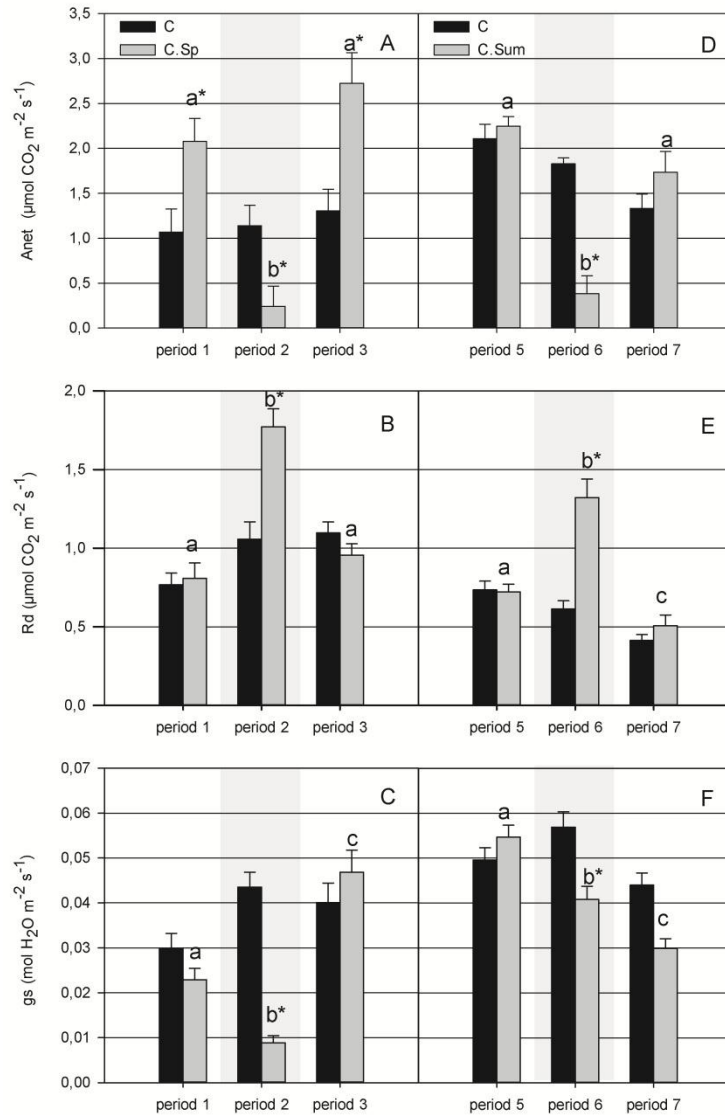 C
C.Sp
A
Anet (µmol CO2 m-2 s-1)
3,5
3,0
2,5
2,0
1,5
1,0
0,5
0,0
a*
b*
a*
period 1
period 2
period 3
C
C.Sum
D
a
b*
a
period 5
period 6
period 7
B
Rd (µmol CO2 m-2 s-1)
2,0
1,5
1,0
0,5
0,0
a
b*
a
period 1
period 2
period 3
E
a
b*
c
period 5
period 6
period 7
C
gs (mol H2O m-2 s-1)
0,07
0,06
0,05
0,04
0,03
0,02
0,01
0,00
a
b*
c
period 1
period 2
period 3
F
a
b*
c
period 5
period 6
period 7